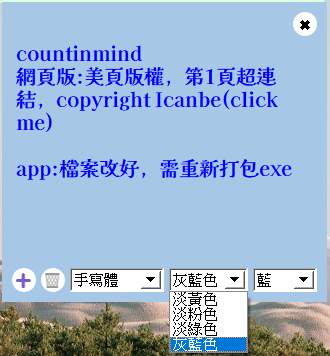 countinmind
網頁版:美頁版權，第1頁超連
結，copyright Icanbe(click
me)
app:檔案改好，需重新打包exe
手寫體 灰藍色 藍
淡黃色
淡粉色
淡綠色
灰藍色